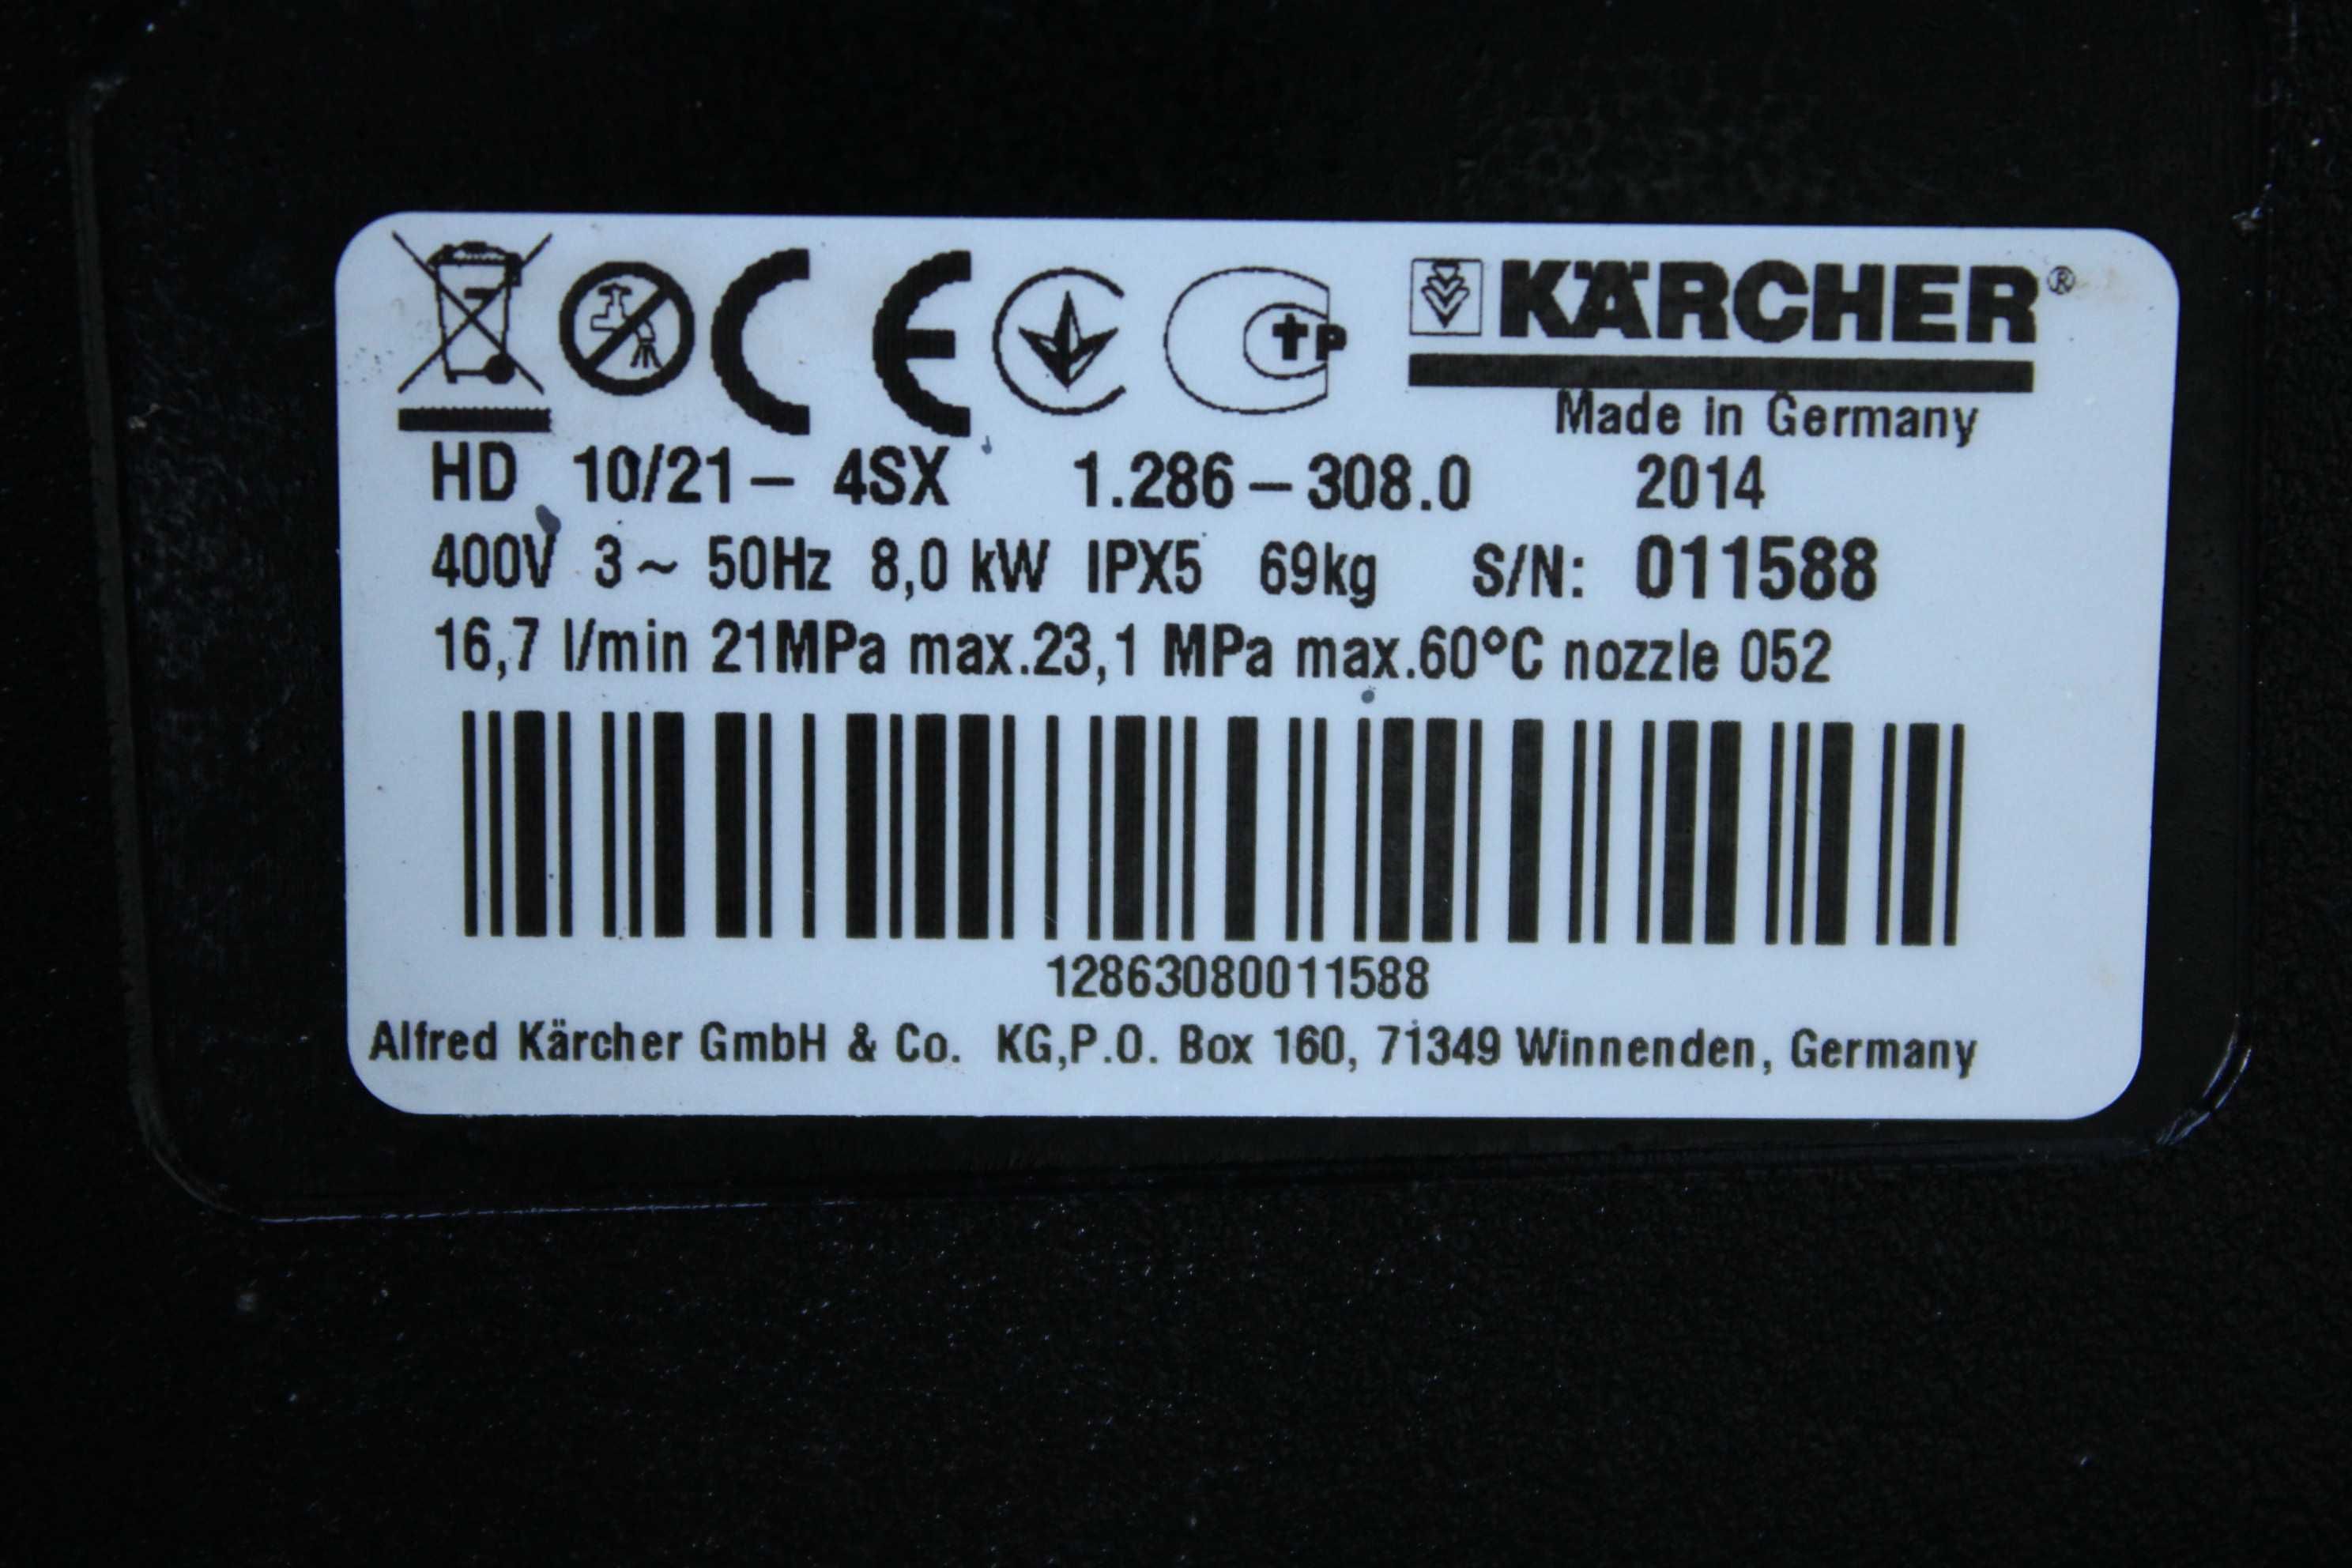 CE
KÄRCHER®
Made in Germany
HD 10/21- 4SX 1.286-308.0 2014
400V 3~ 50Hz 8,0 kW IPX5 69kg S/N: 011588
16,7 l/min 21MPa max.23,1 MPa max.60°C nozzle 052
12863080011588
Alfred Kärcher GmbH & Co. KG,P.O. Box 160, 71349 Winnenden, Germany